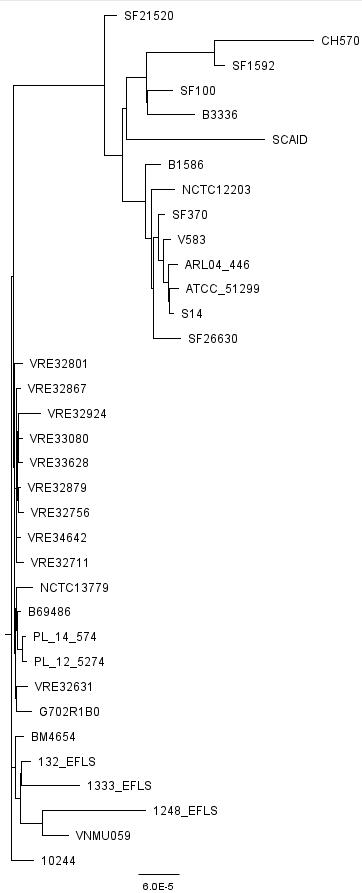 SF21520
CH570
SF1592
SF100
B3336
SCAID
B1586
NCTC12203
SF370
V583
ARL04_446
ATCC_51299
S14
SF26630
VRE32801
VRE32867
VRE32924
VRE33080
VRE33628
VRE32879
VRE32756
VRE34642
VRE32711
NCTC13779
B69486
PL_14_574
PL_12_5274
VRE32631
G702R1B0
BM4654
132_EFLS
1333_EFLS
1248_EFLS
VNMU059
10244
6.0E-5